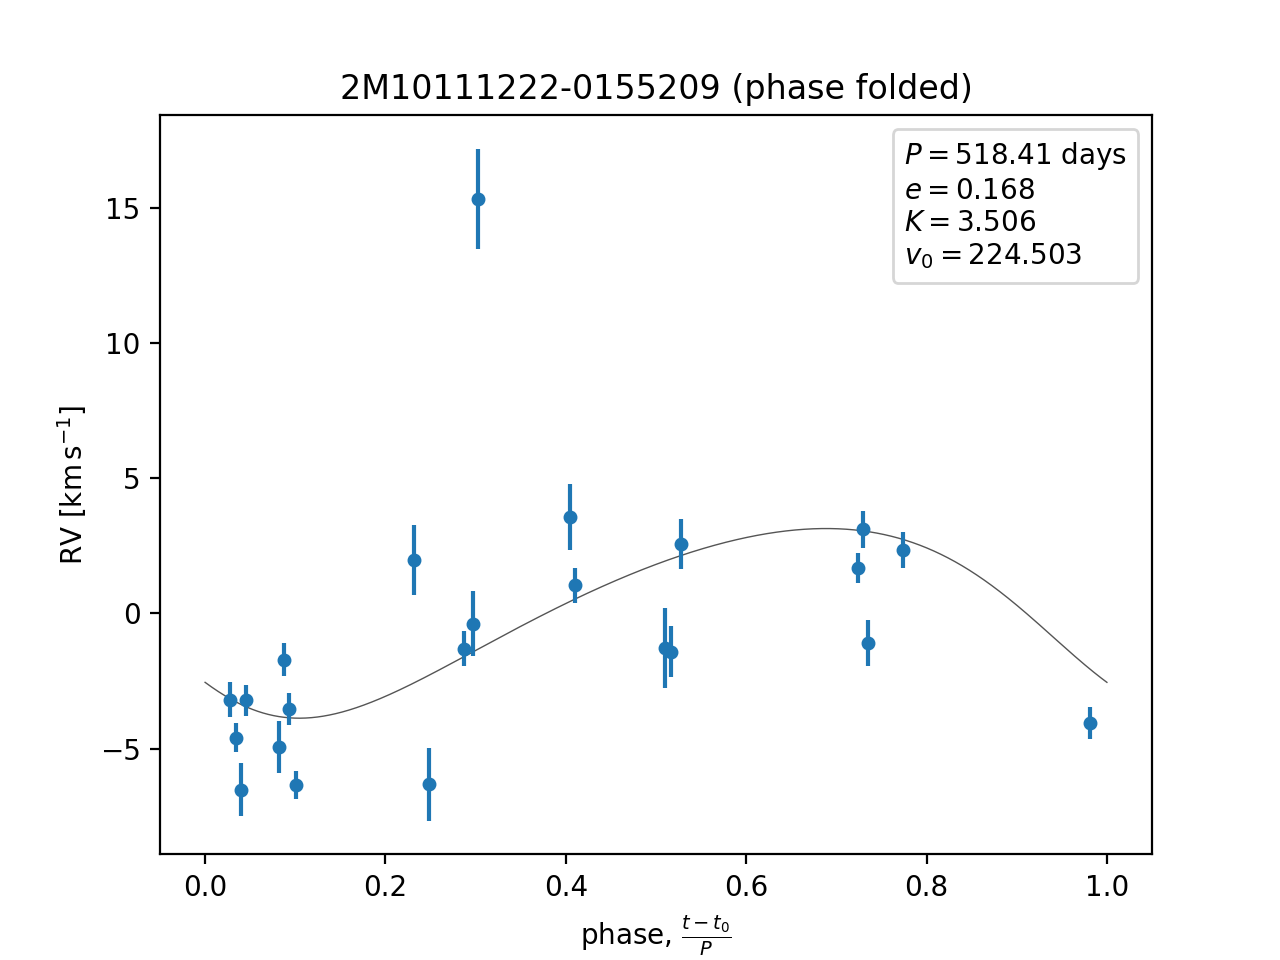 2M10111222-0155209 (phase folded)
P = 518.41 days
e = 0.168
K = 3.506
v₀ = 224.503
15
10
5
0
−5
RV [km s⁻¹]
0.0 0.2 0.4 0.6 0.8 1.0
phase, (t − t₀)/P